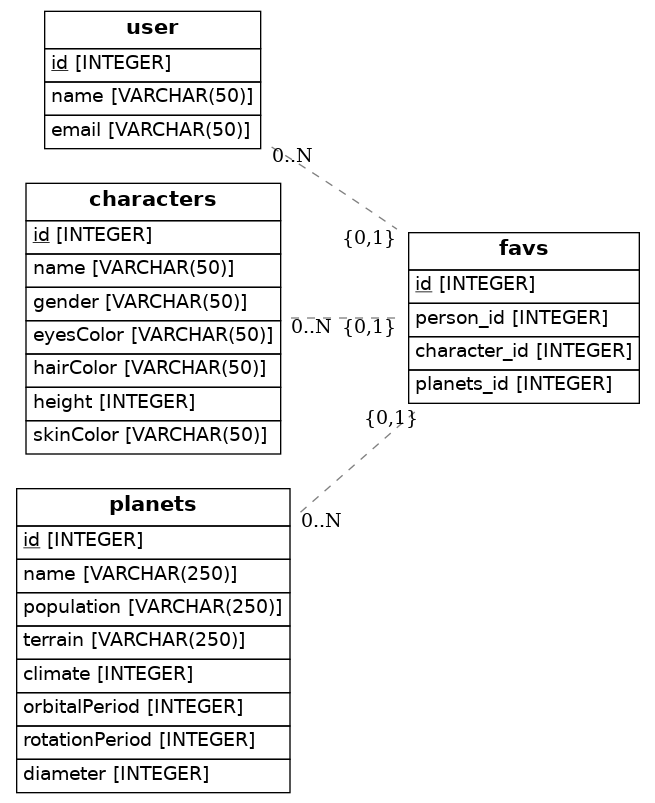 user
id [INTEGER]
name [VARCHAR(50)]
email [VARCHAR(50)]
0..N
{0,1}
characters
id [INTEGER]
name [VARCHAR(50)]
gender [VARCHAR(50)]
eyesColor [VARCHAR(50)]
hairColor [VARCHAR(50)]
height [INTEGER]
skinColor [VARCHAR(50)]
0..N {0,1}
favs
id [INTEGER]
person_id [INTEGER]
character_id [INTEGER]
planets_id [INTEGER]
{0,1}
0..N
planets
id [INTEGER]
name [VARCHAR(250)]
population [VARCHAR(250)]
terrain [VARCHAR(250)]
climate [INTEGER]
orbitalPeriod [INTEGER]
rotationPeriod [INTEGER]
diameter [INTEGER]